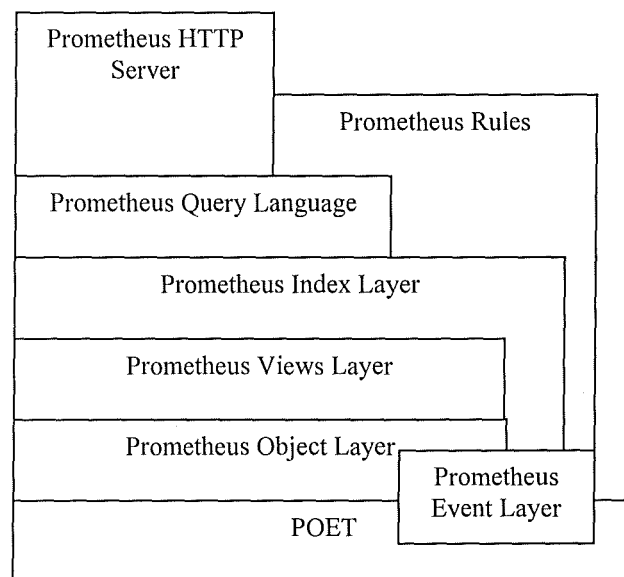 Prometheus HTTP
Server
Prometheus Rules
Prometheus Query Language
Prometheus Index Layer
Prometheus Views Layer
Prometheus Object Layer
Prometheus
Event Layer
POET